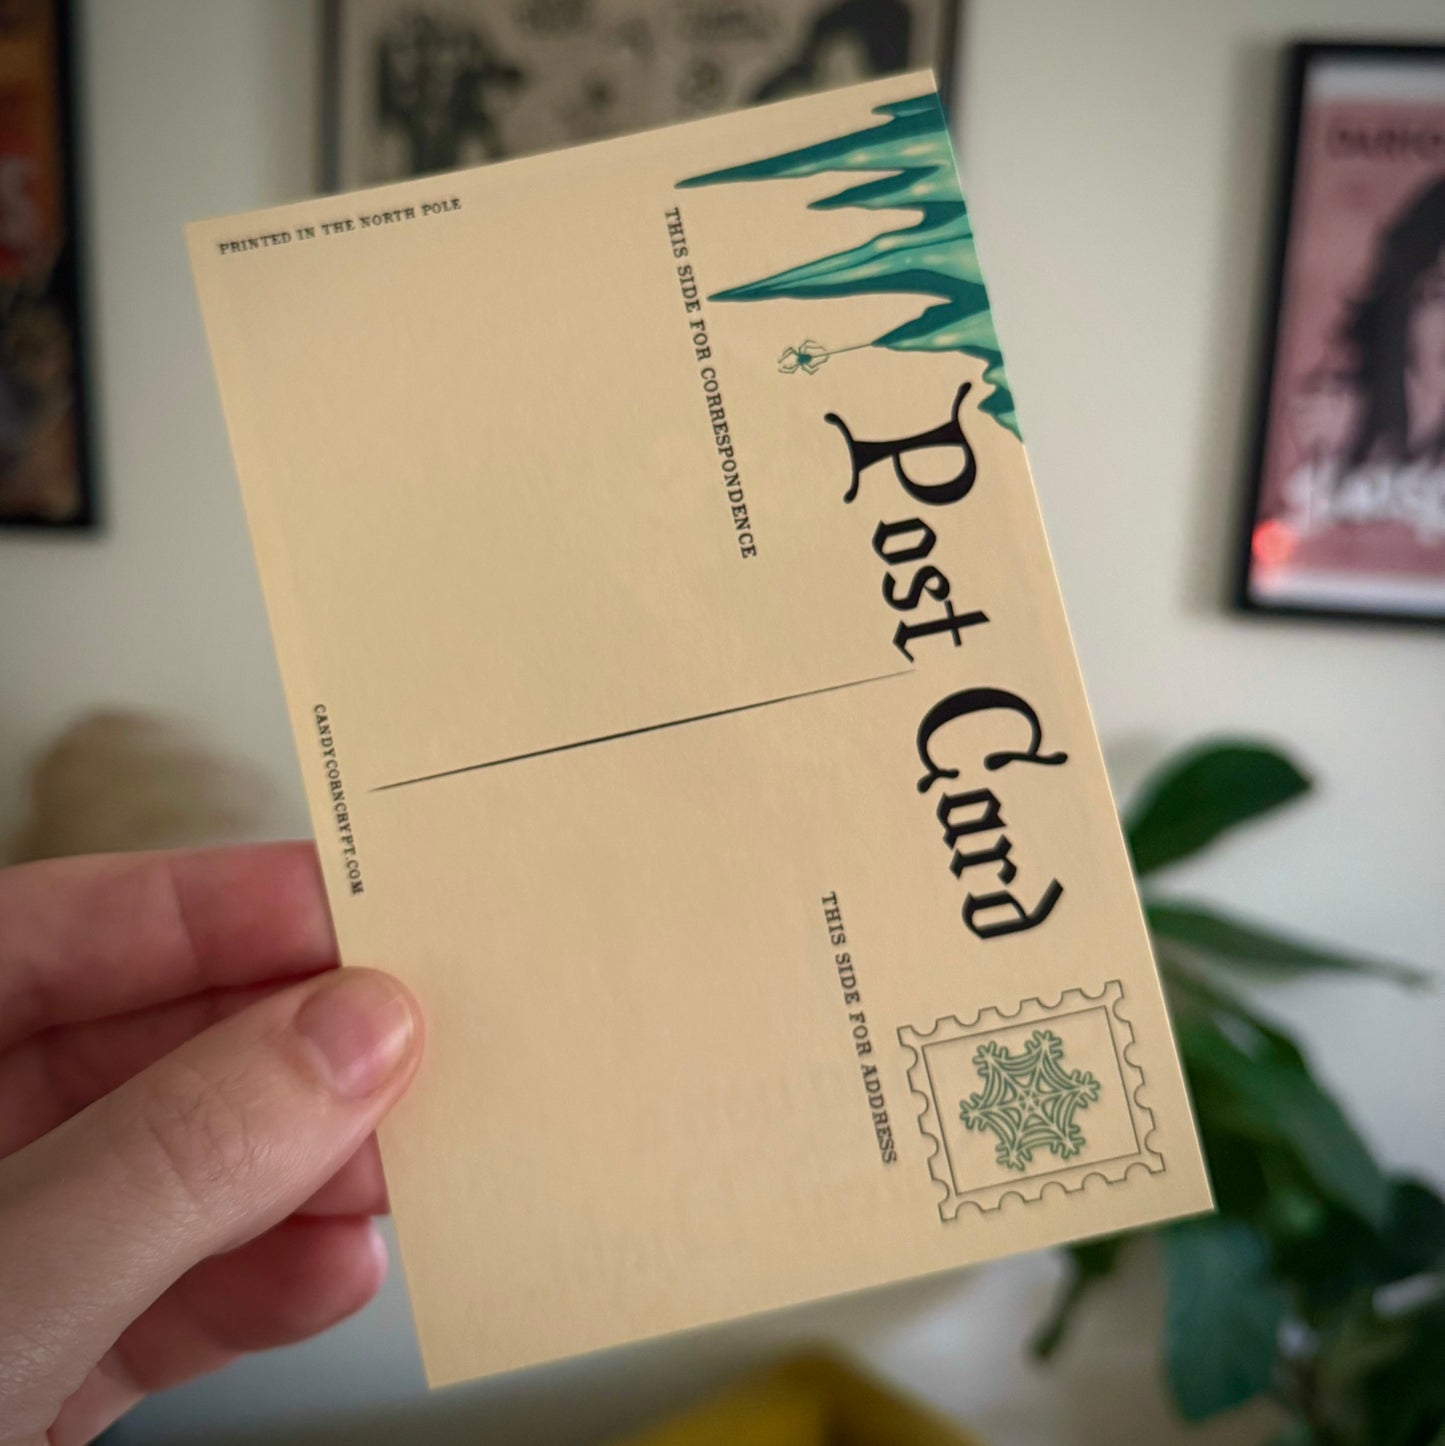 Post Card
THIS SIDE FOR CORRESPONDENCE
THIS SIDE FOR ADDRESS
PRINTED IN THE NORTH POLE
CANDYCORNCRYPT.COM